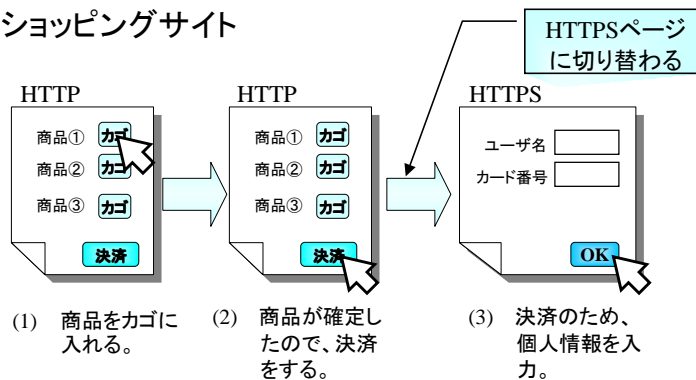 ショッピングサイト
HTTPSページ
に切り替わる
HTTP
商品① カゴ
商品② カゴ
商品③ カゴ
決済
HTTP
商品① カゴ
商品② カゴ
商品③ カゴ
決済
HTTPS
ユーザ名
カード番号
OK
(1) 商品をカゴに
入れる。
(2) 商品が確定し
たので、決済
をする。
(3) 決済のため、
個人情報を入
力。